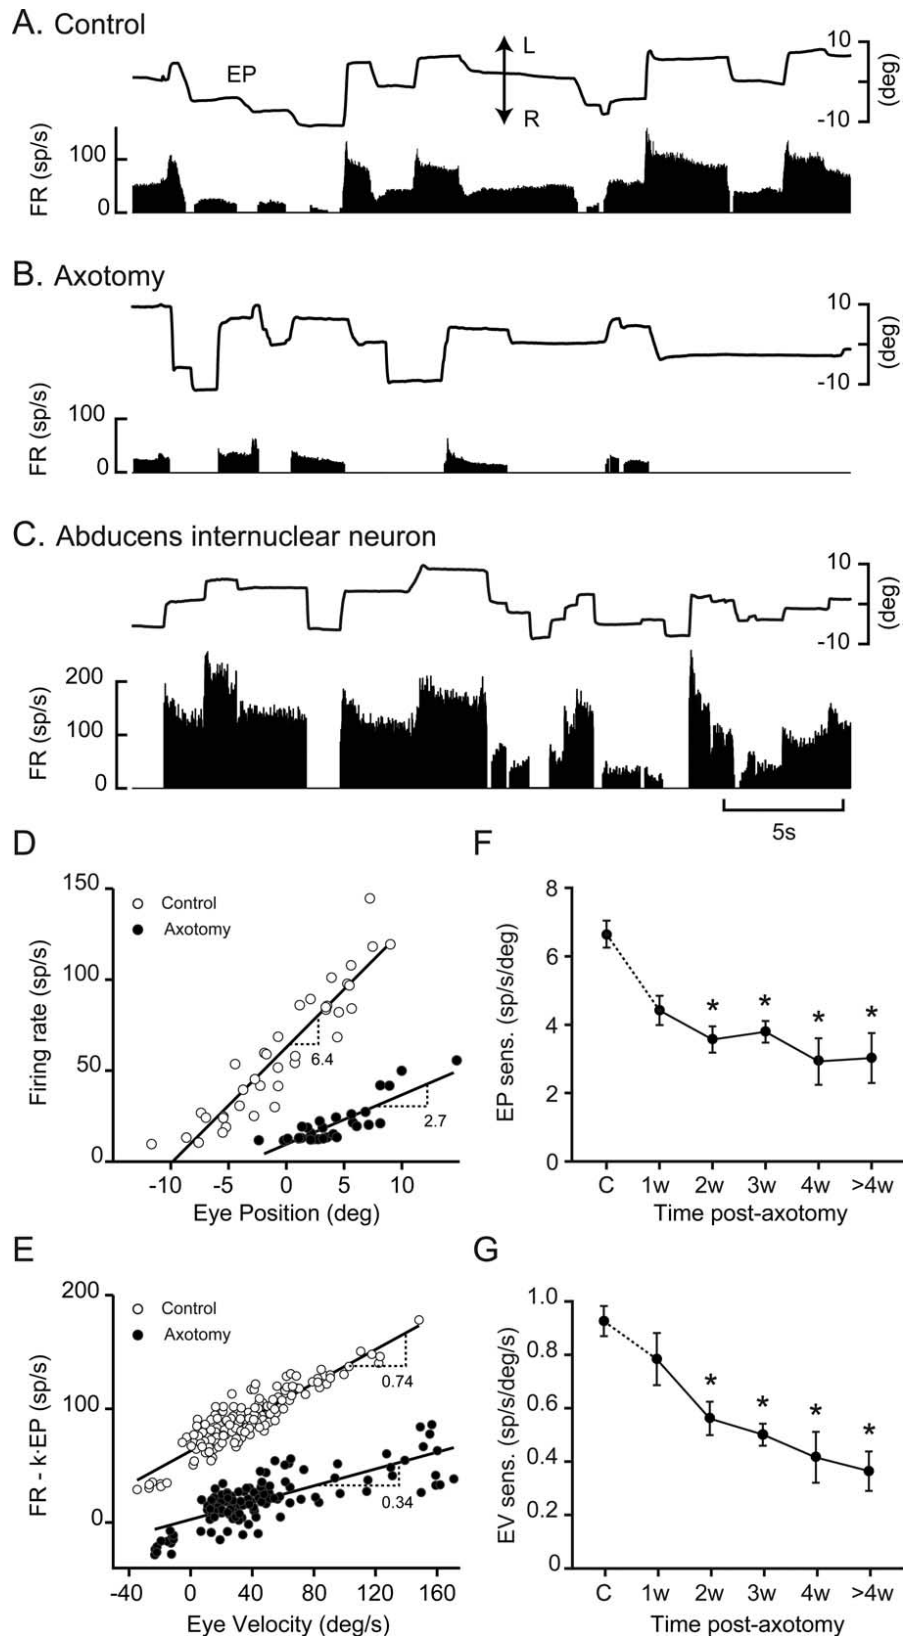 A. Control
EP
L
R
10
(deg)
-10
FR (sp/s)
100
0
B. Axotomy
10
(deg)
-10
FR (sp/s)
100
0
C. Abducens internuclear neuron
10
(deg)
-10
FR (sp/s)
200
100
0
5s
D
150
100
50
0
Firing rate (sp/s)
Control
Axotomy
6.4
2.7
-10 -5 0 5 10
Eye Position (deg)
F
8
6
4
2
0
EP sens. (sp/s/deg)
* * * *
C 1w 2w 3w 4w >4w
Time post-axotomy
E
200
100
0
FR - k·EP (sp/s)
Control
Axotomy
0.74
0.34
-40 0 40 80 120 160
Eye Velocity (deg/s)
G
1.0
0.8
0.6
0.4
0.2
0
EV sens. (sp/s/deg/s)
* * * *
C 1w 2w 3w 4w >4w
Time post-axotomy